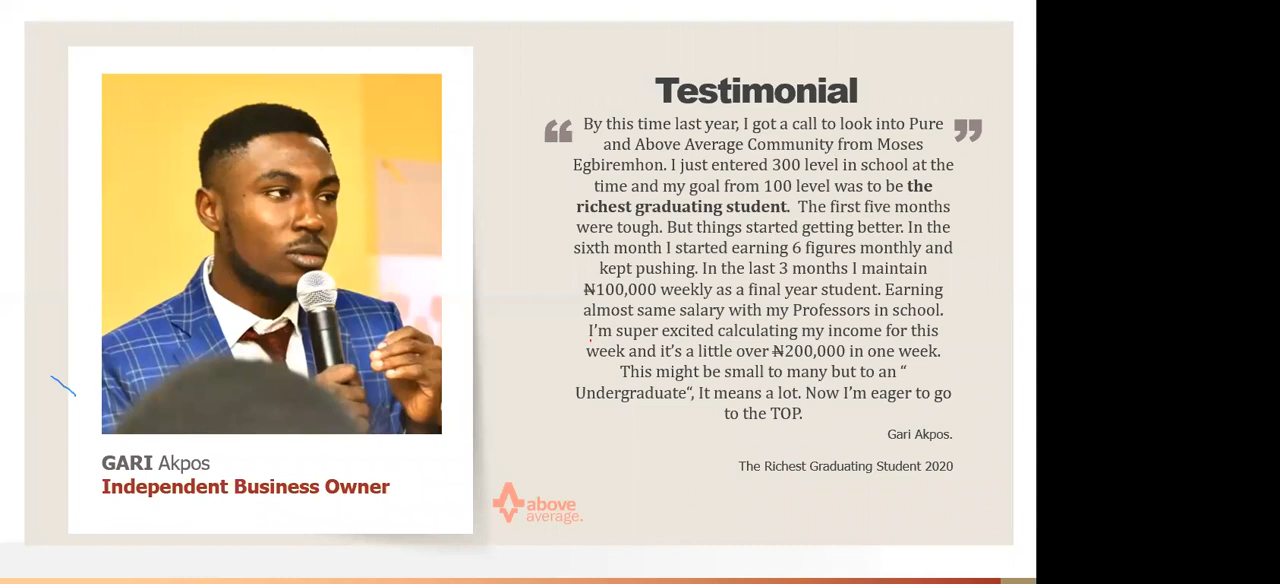 Testimonial
“ By this time last year, I got a call to look into Pure ”
and Above Average Community from Moses
Egbiremhon. I just entered 300 level in school at the
time and my goal from 100 level was to be the
richest graduating student. The first five months
were tough. But things started getting better. In the
sixth month I started earning 6 figures monthly and
kept pushing. In the last 3 months I maintain
₦100,000 weekly as a final year student. Earning
almost same salary with my Professors in school.
I’m super excited calculating my income for this
week and it’s a little over ₦200,000 in one week.
This might be small to many but to an “
Undergraduate“, It means a lot. Now I’m eager to go
to the TOP.
Gari Akpos.
The Richest Graduating Student 2020
GARI Akpos
Independent Business Owner
above
average.